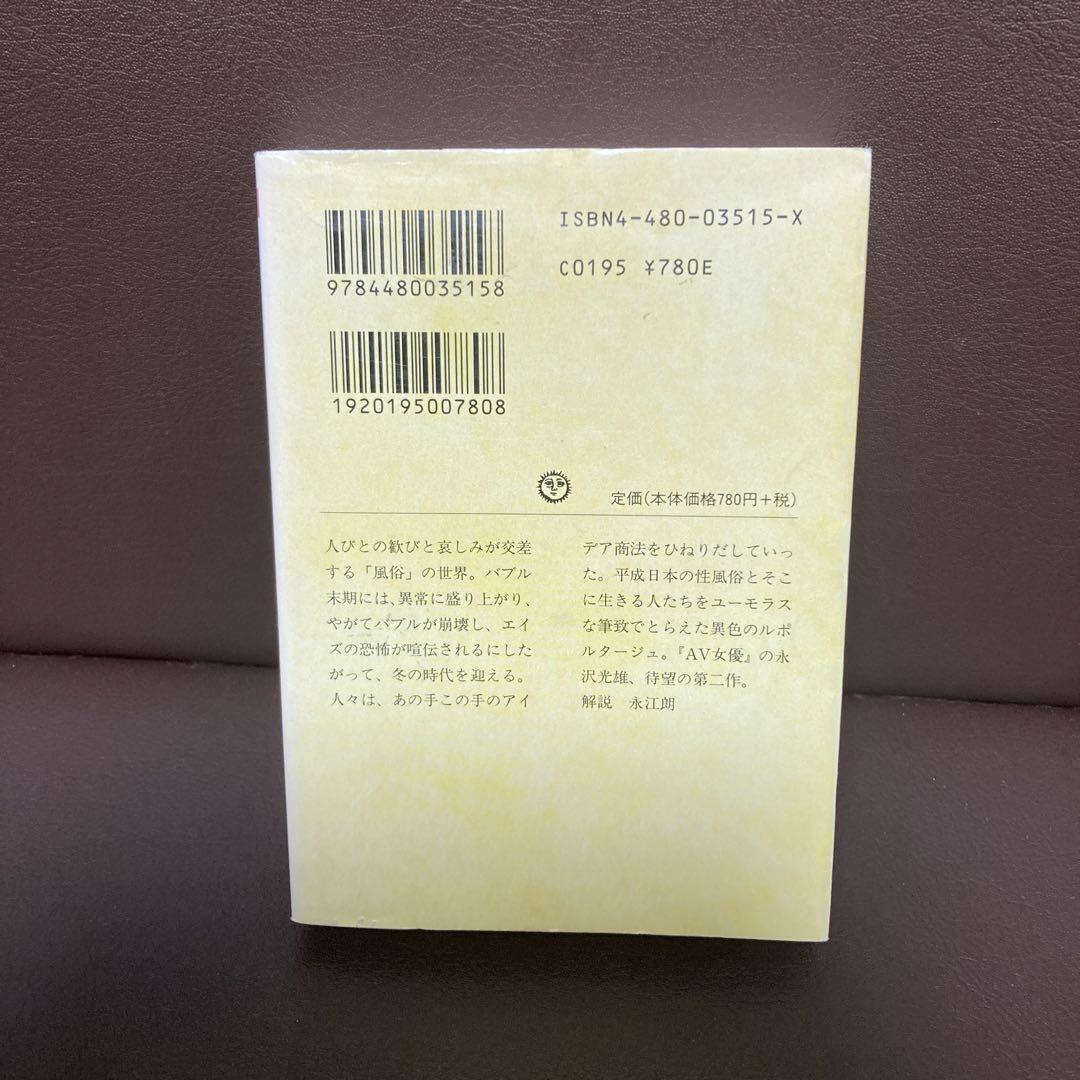 ISBN4-480-03515-X
9784480035158
C0195 ¥780E
1920195007808
定価(本体価格780円+税)
人びとの歓びと哀しみが交差
する「風俗」の世界。バブル
末期には、異常に盛り上がり、
やがてバブルが崩壊し、エイ
ズの恐怖が喧伝されるにした
がって、冬の時代を迎える。
人々は、あの手この手のアイ
デア商法をひねりだしていっ
た。平成日本の性風俗とそこ
に生きる人たちをユーモラス
な筆致でとらえた異色のルポ
ルタージュ。『AV女優』の永
沢光雄、待望の第二作。
解説 永江朗